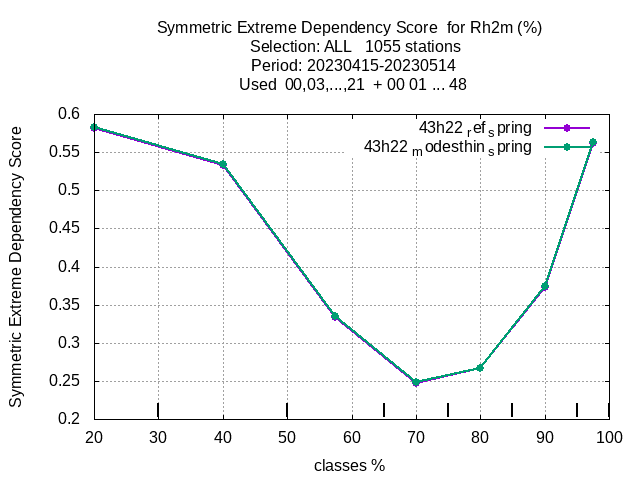 Symmetric Extreme Dependency Score  for Rh2m (%)
Selection: ALL   1055 stations
Period: 20230415-20230514
Used  00,03,...,21  + 00 01 ... 48
Symmetric Extreme Dependency Score
0.6
0.55
0.5
0.45
0.4
0.35
0.3
0.25
0.2
43h22 ref spring
43h22 modesthin spring
20 30 40 50 60 70 80 90 100
classes %